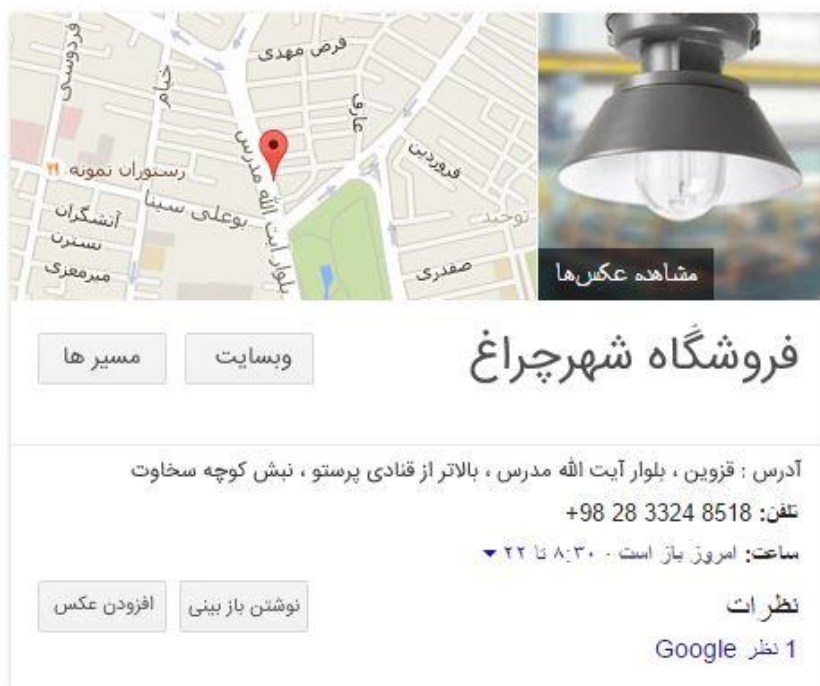 فردوسی
خیام
قرص مهدی
عارف
فروردین
رستوران نمونه
بوعلی سینا
بلوار آیت الله مدرس
توحید
آتشگران
نسترن
میرمعزی
صفدری
مشاهده عکس‌ها
فروشگاه شهرچراغ
وبسایت
مسیر ها
آدرس : قزوین ، بلوار آیت الله مدرس ، بالاتر از قنادی پرستو ، نبش کوچه سخاوت
تلفن: +98 28 3324 8518
ساعت: امروز باز است · ۸:۳۰ تا ۲۲
نظرات
نوشتن باز بینی
افزودن عکس
1 نظر Google